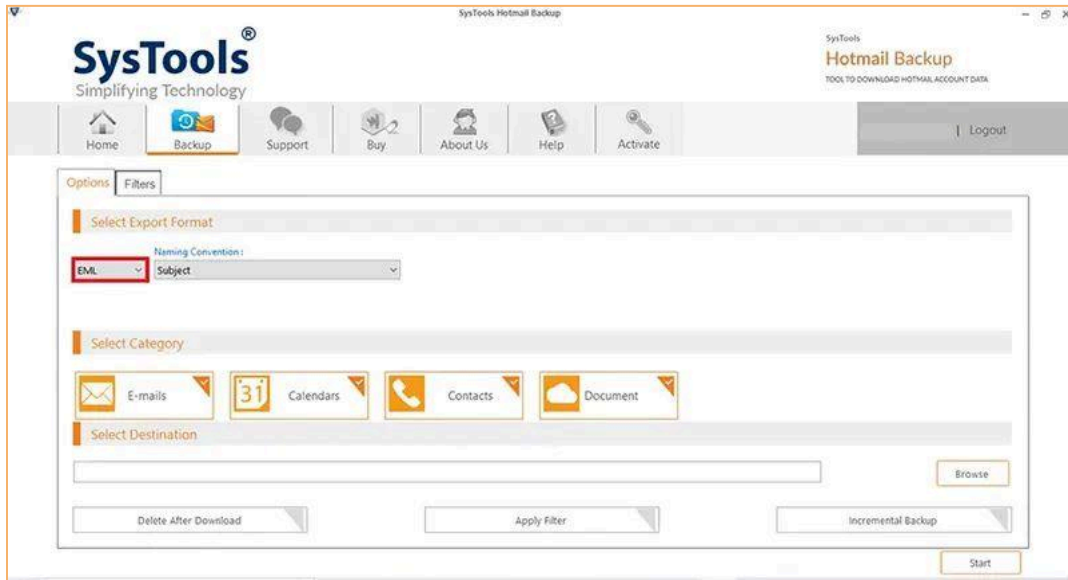 SysTools Hotmail Backup
SysTools®
Simplifying Technology
SysTools
Hotmail Backup
TOOL TO DOWNLOAD HOTMAIL ACCOUNT DATA
Home Backup Support Buy About Us Help Activate | Logout
Options Filters
Select Export Format
Naming Convention :
EML Subject
Select Category
E-mails 31 Calendars Contacts Document
Select Destination
Browse
Delete After Download Apply Filter Incremental Backup
Start